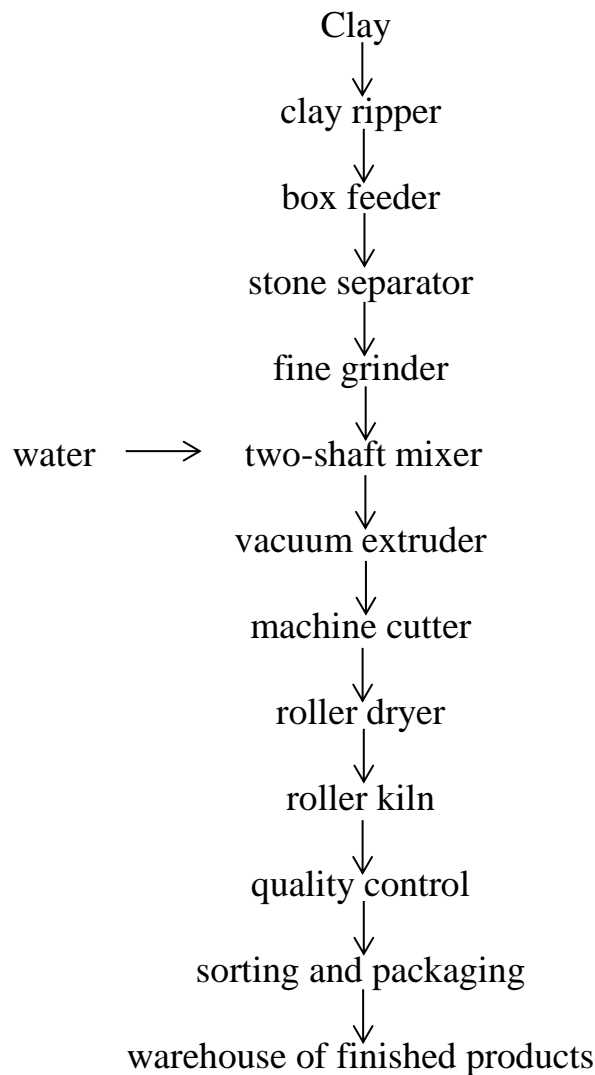 Clay
clay ripper
box feeder
stone separator
fine grinder
water
two-shaft mixer
vacuum extruder
machine cutter
roller dryer
roller kiln
quality control
sorting and packaging
warehouse of finished products